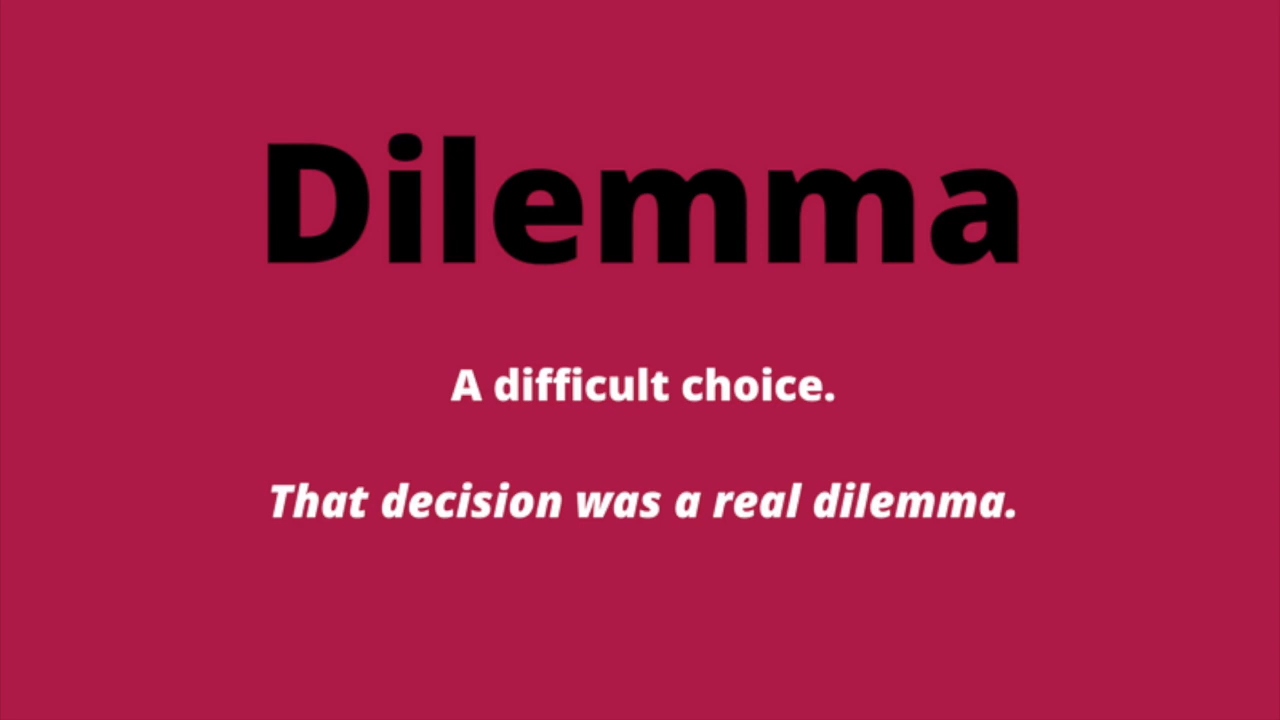 Dilemma
A difficult choice.
That decision was a real dilemma.